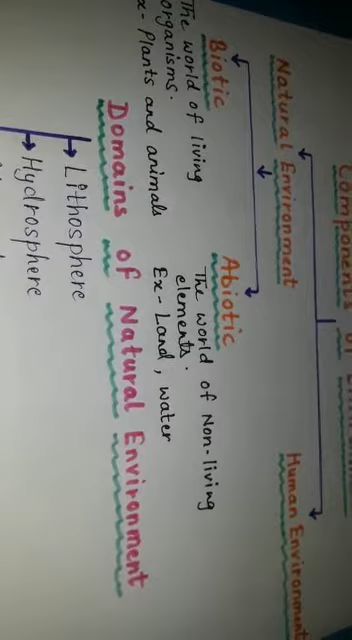 Components of
Natural Environment
Human Environment
Biotic
Abiotic
The world of living
organisms.
Ex- Plants and animals
The world of Non-living
elements.
Ex- Land, water
Domains of Natural Environment
Lithosphere
Hydrosphere